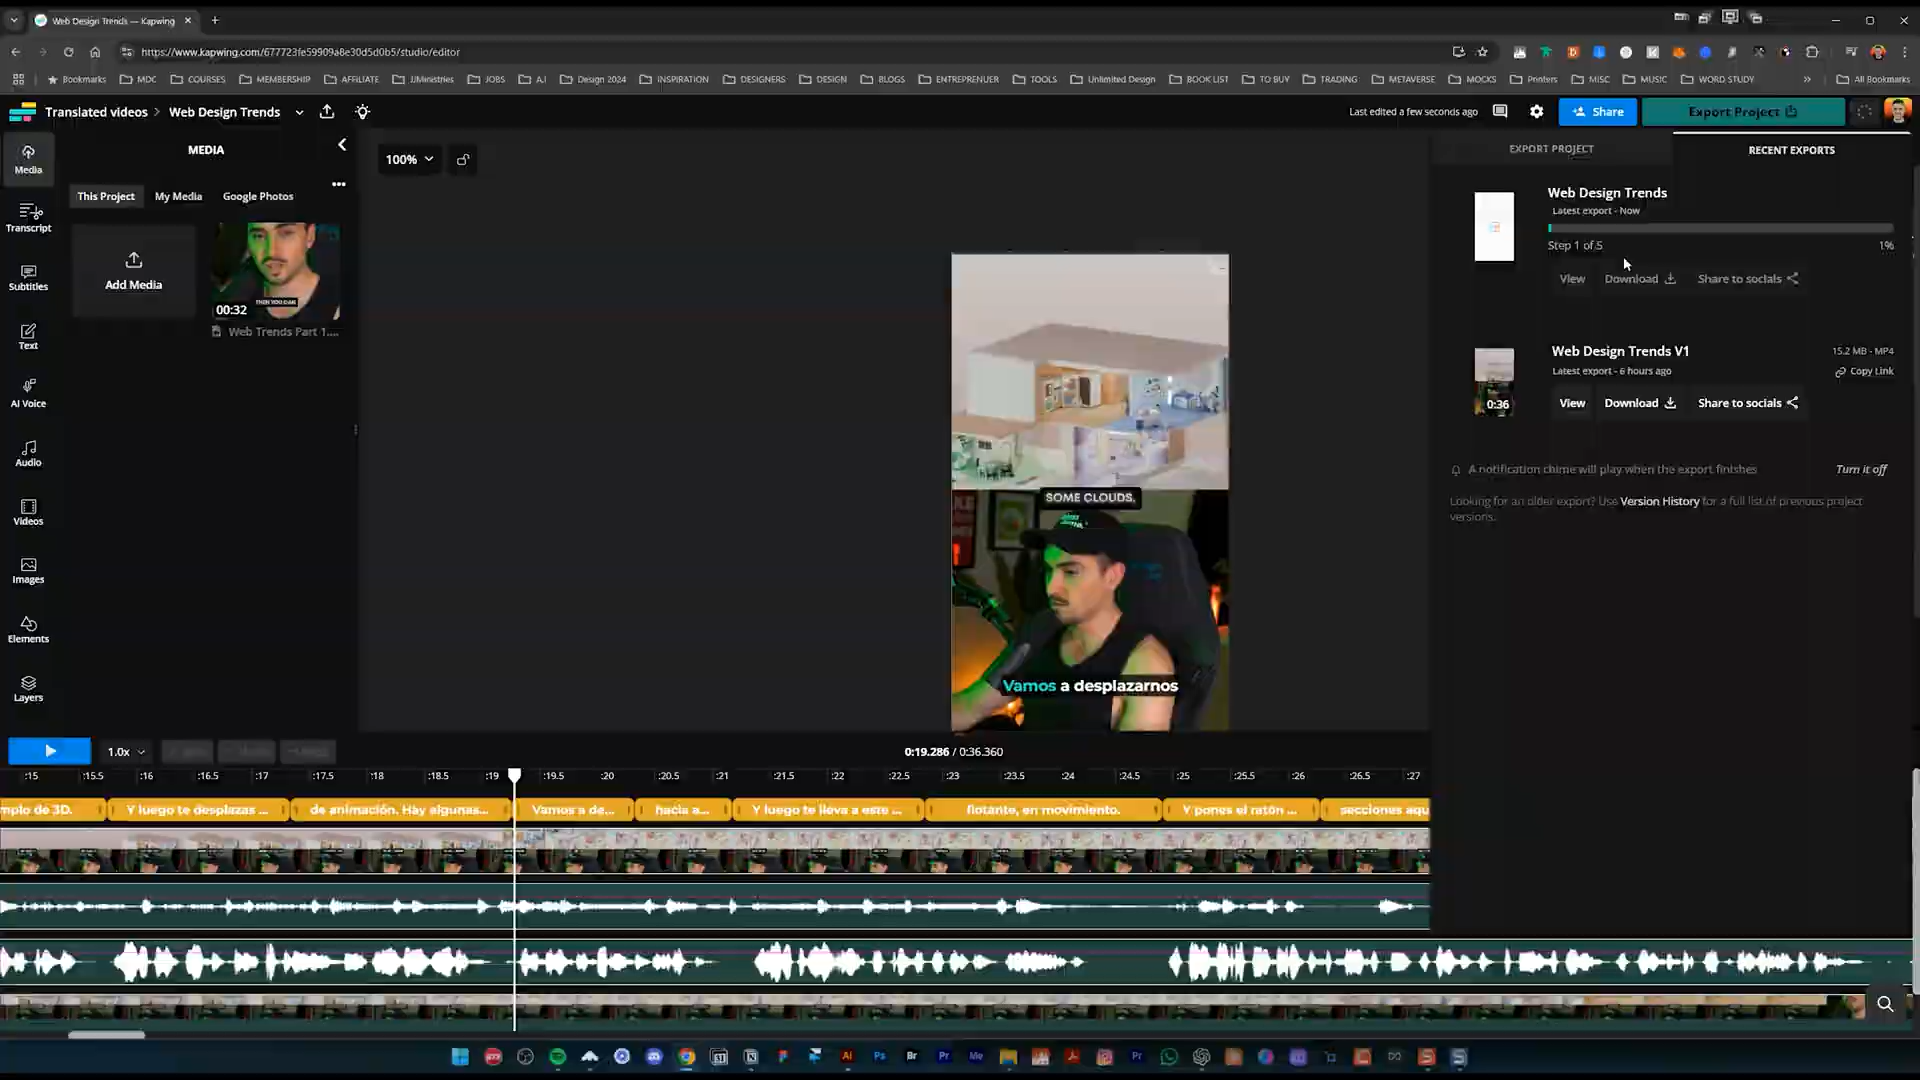 Web Design Trends — Kapwing
https://www.kapwing.com/677723fe59909a8e30d5d0b5/studio/editor
Bookmarks MDC COURSES MEMBERSHIP AFFILIATE JJMinistries JOBS A.I Design 2024 INSPIRATION DESIGNERS DESIGN BLOGS ENTREPRENUER TOOLS Unlimited Design BOOK LIST TO BUY TRADING METAVERSE MOCKS Printers MISC MUSIC WORD STUDY » All Bookmarks
Translated videos > Web Design Trends
Last edited a few seconds ago
Share
Export Project
Media
Transcript
Subtitles
Text
AI Voice
Audio
Videos
Images
Elements
Layers
MEDIA
This Project My Media Google Photos
Add Media
THEN YOU CAN
00:32
Web Trends Part 1....
100%
SOME CLOUDS,
Vamos a desplazarnos
EXPORT PROJECT
RECENT EXPORTS
Web Design Trends
Latest export - Now
Step 1 of 5
1%
View Download Share to socials
Web Design Trends V1
15.2 MB - MP4
Latest export - 6 hours ago
Copy Link
0:36
View Download Share to socials
A notification chime will play when the export finishes
Turn it off
Looking for an older export? Use Version History for a full list of previous project
versions.
1.0x
0:19.286 / 0:36.360
:15 :15.5 :16 :16.5 :17 :17.5 :18 :18.5 :19 :19.5 :20 :20.5 :21 :21.5 :22 :22.5 :23 :23.5 :24 :24.5 :25 :25.5 :26 :26.5 :27
mplo de 3D. Y luego te desplazas ... de animación. Hay algunas... Vamos a de... hacia a... Y luego te lleva a este ... flotante, en movimiento. Y pones el ratón ... secciones aqu
Ai Ps Br Pr Me Pr